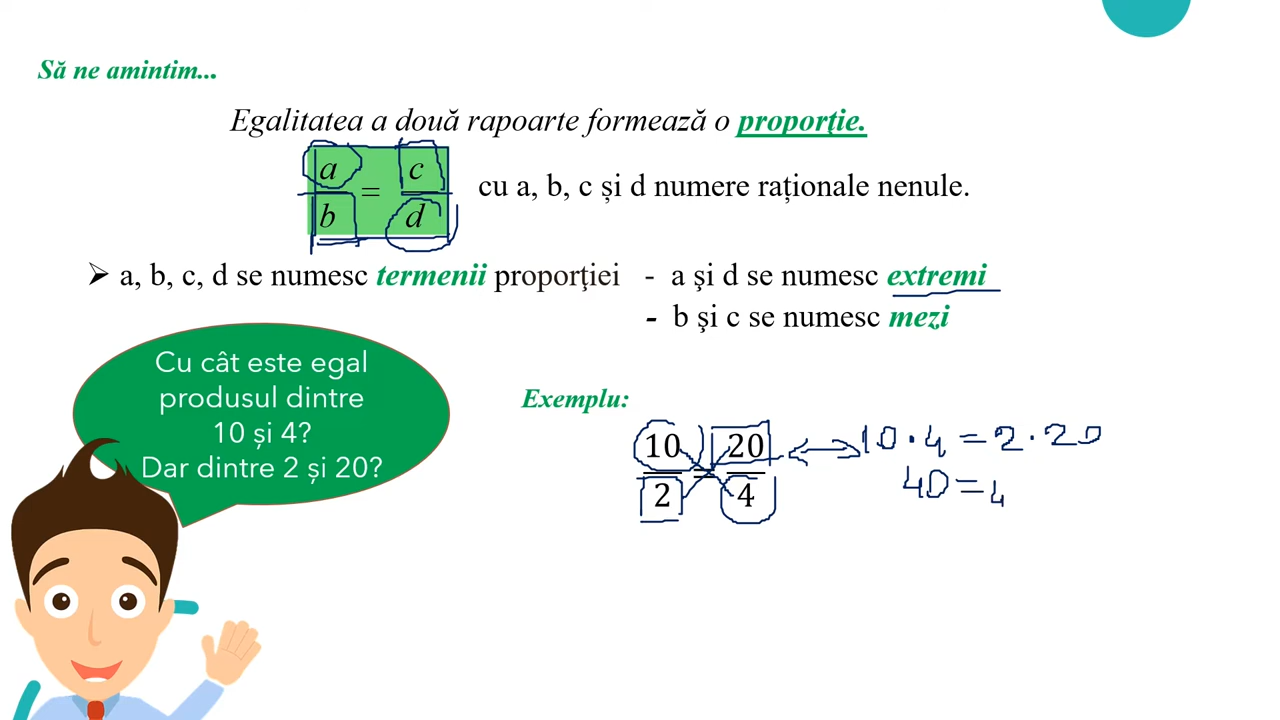 Să ne amintim...
Egalitatea a două rapoarte formează o proporţie.
a/b = c/d cu a, b, c și d numere raționale nenule.
➢ a, b, c, d se numesc termenii proporţiei - a şi d se numesc extremi
- b şi c se numesc mezi
Cu cât este egal
produsul dintre
10 și 4?
Dar dintre 2 și 20?
Exemplu:
10/2 = 20/4 ↔ 10·4=2·20
40=4